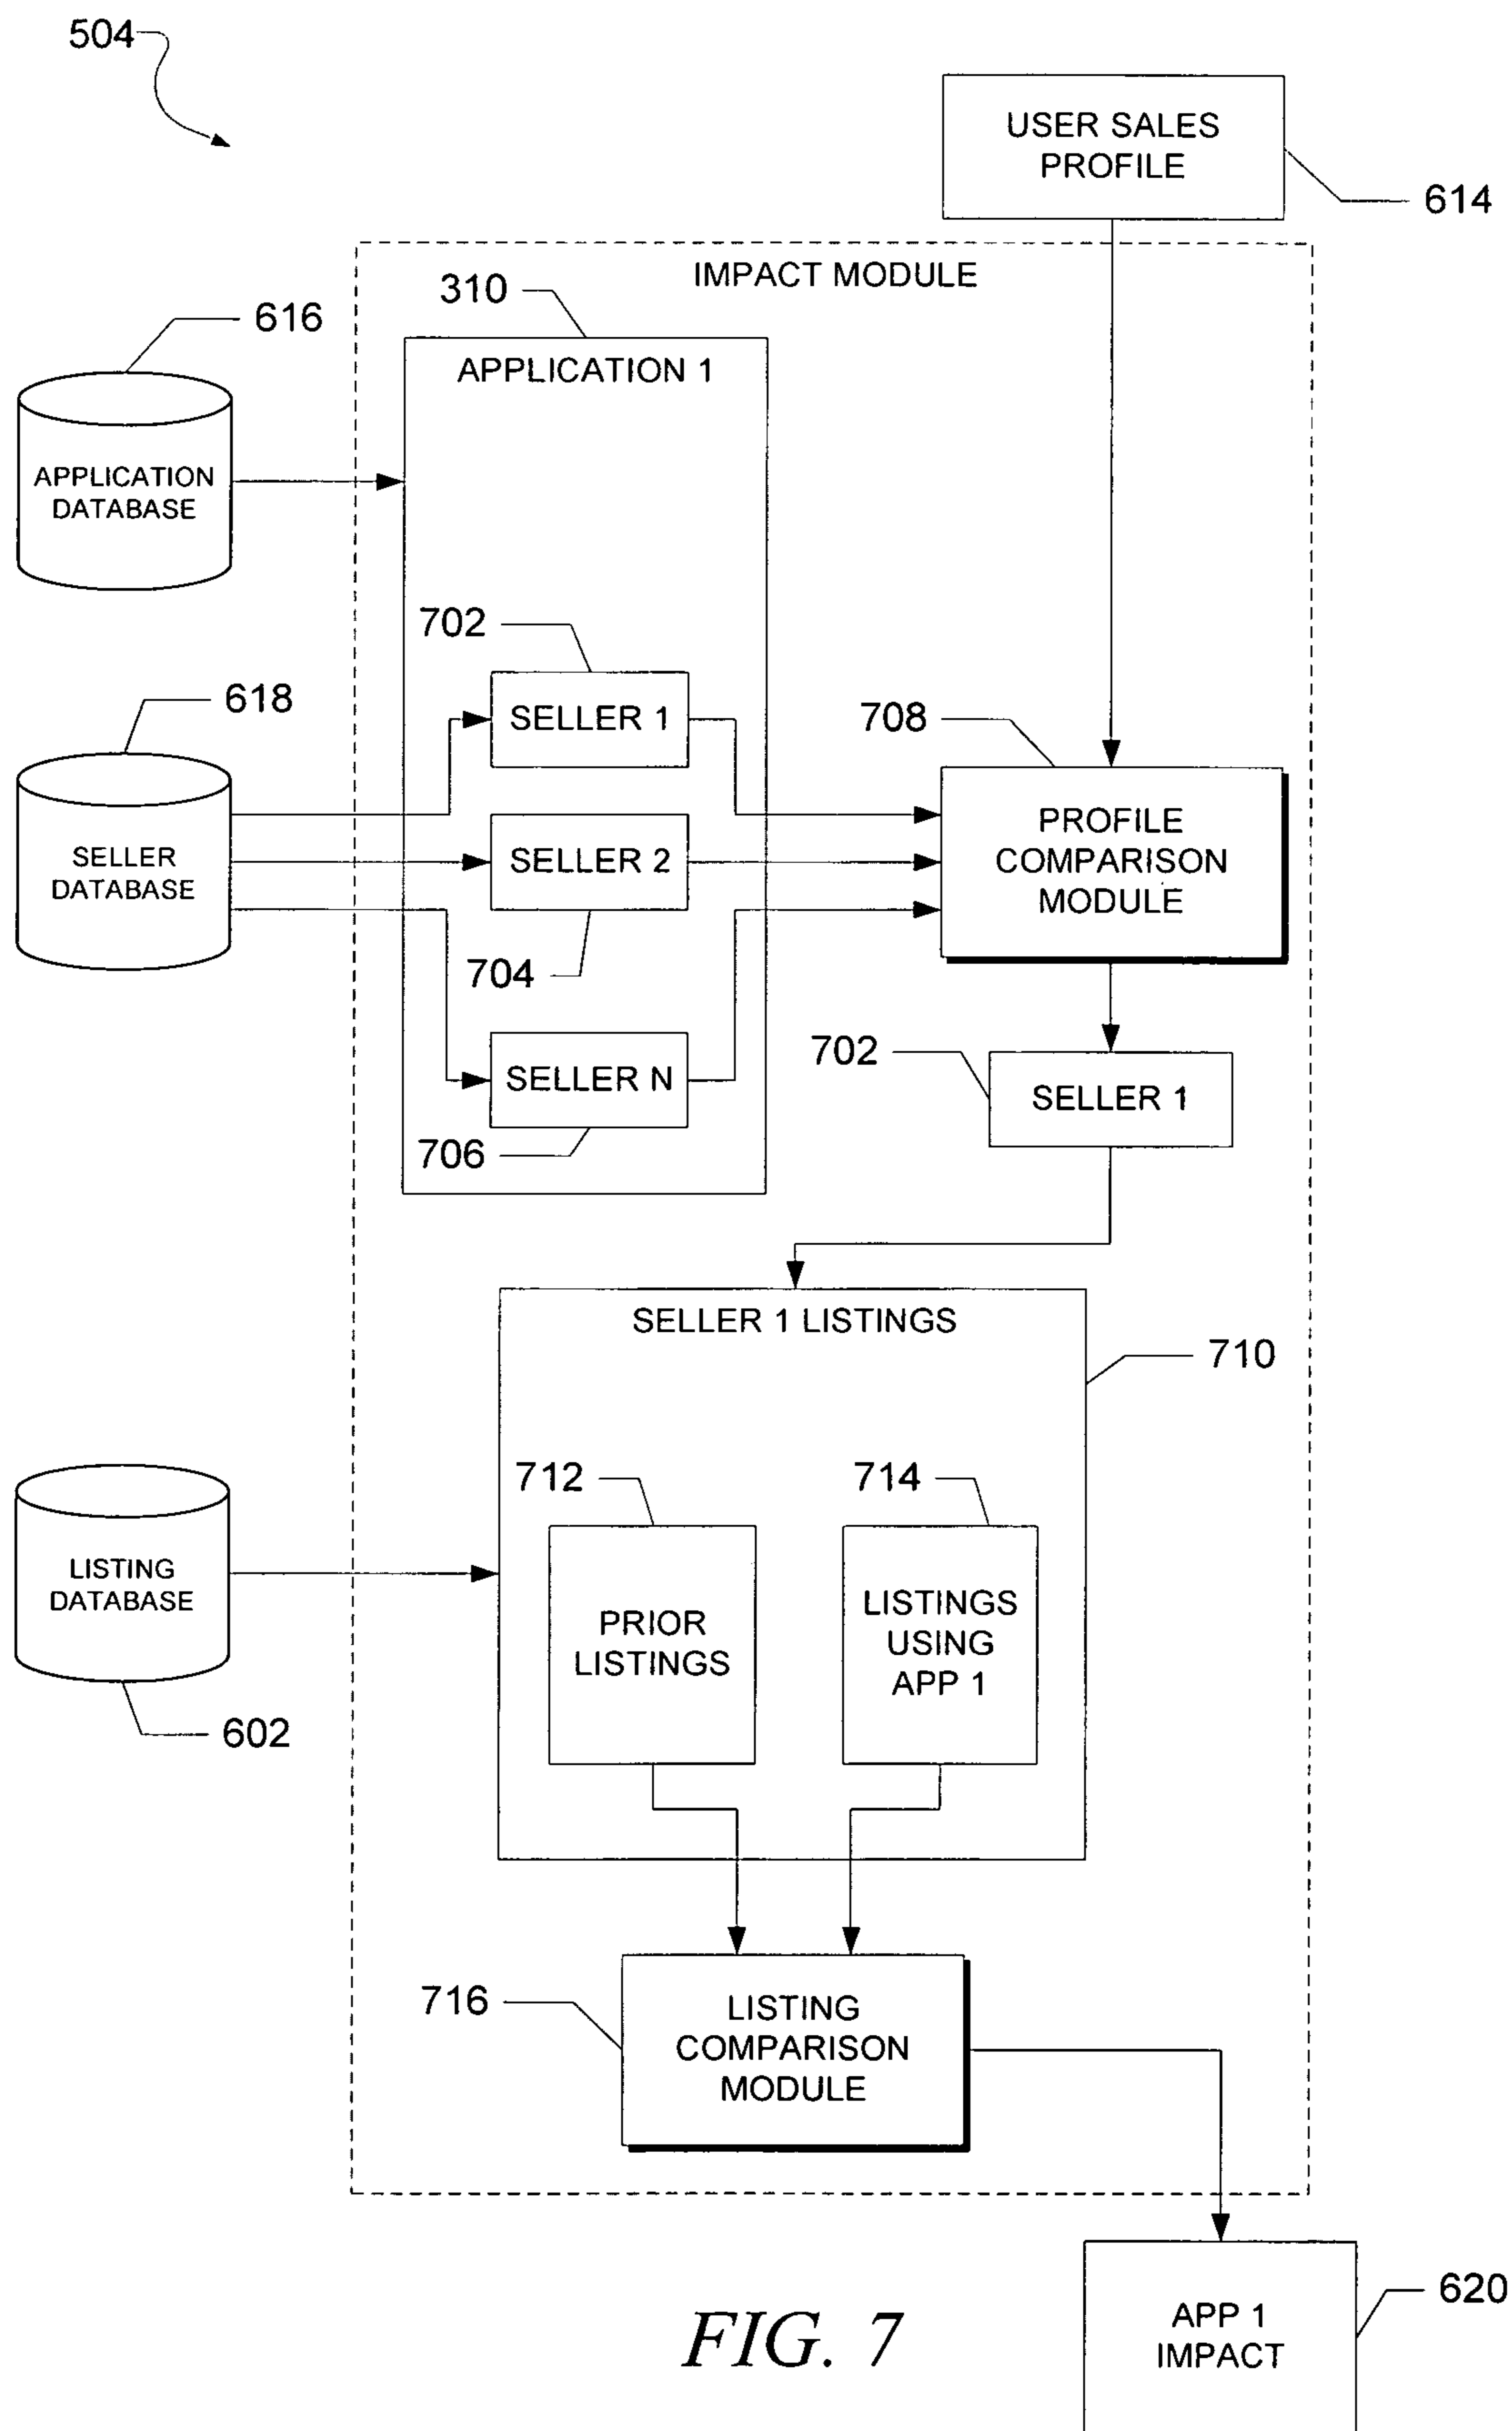 504
USER SALES
PROFILE
614
IMPACT MODULE
310
616
APPLICATION 1
APPLICATION
DATABASE
702
618
SELLER 1
708
SELLER
DATABASE
SELLER 2
PROFILE
COMPARISON
MODULE
704
702
SELLER N
SELLER 1
706
SELLER 1 LISTINGS
710
712
714
LISTING
DATABASE
PRIOR
LISTINGS
LISTINGS
USING
APP 1
602
716
LISTING
COMPARISON
MODULE
620
APP 1
IMPACT
FIG. 7